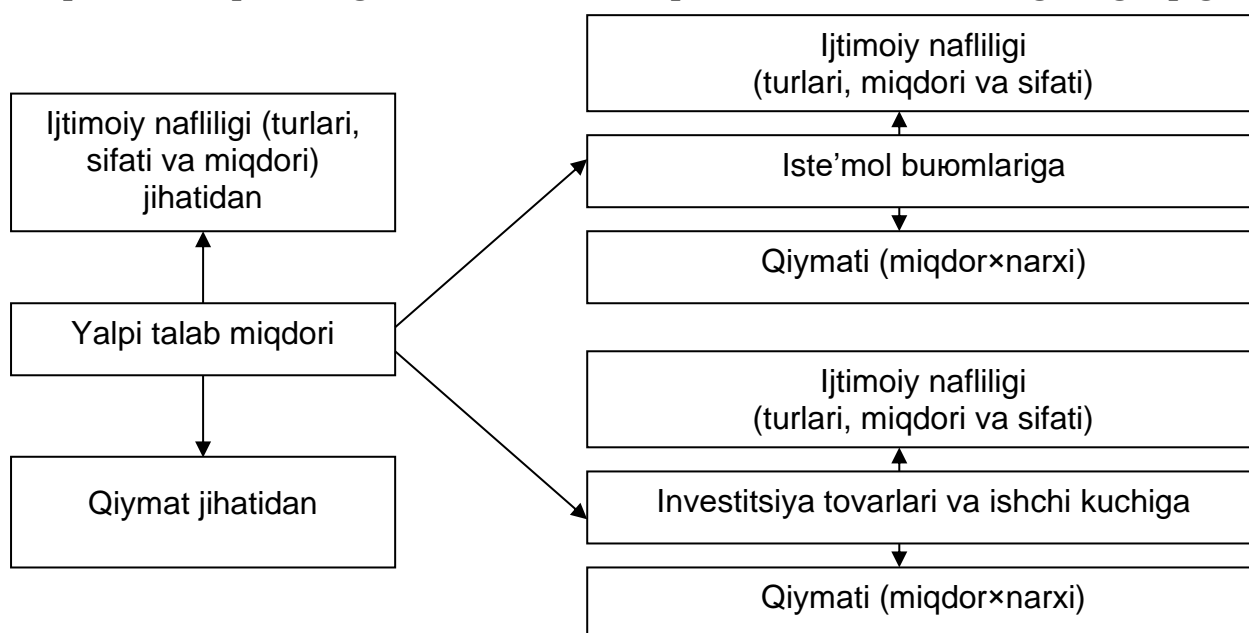 Ijtimoiy nafliligi (turlari,
sifati va miqdori)
jihatidan
Yalpi talab miqdori
Qiymat jihatidan
Ijtimoiy nafliligi
(turlari, miqdori va sifati)
Iste’mol buюmlariga
Qiymati (miqdor×narxi)
Ijtimoiy nafliligi
(turlari, miqdori va sifati)
Investitsiya tovarlari va ishchi kuchiga
Qiymati (miqdor×narxi)